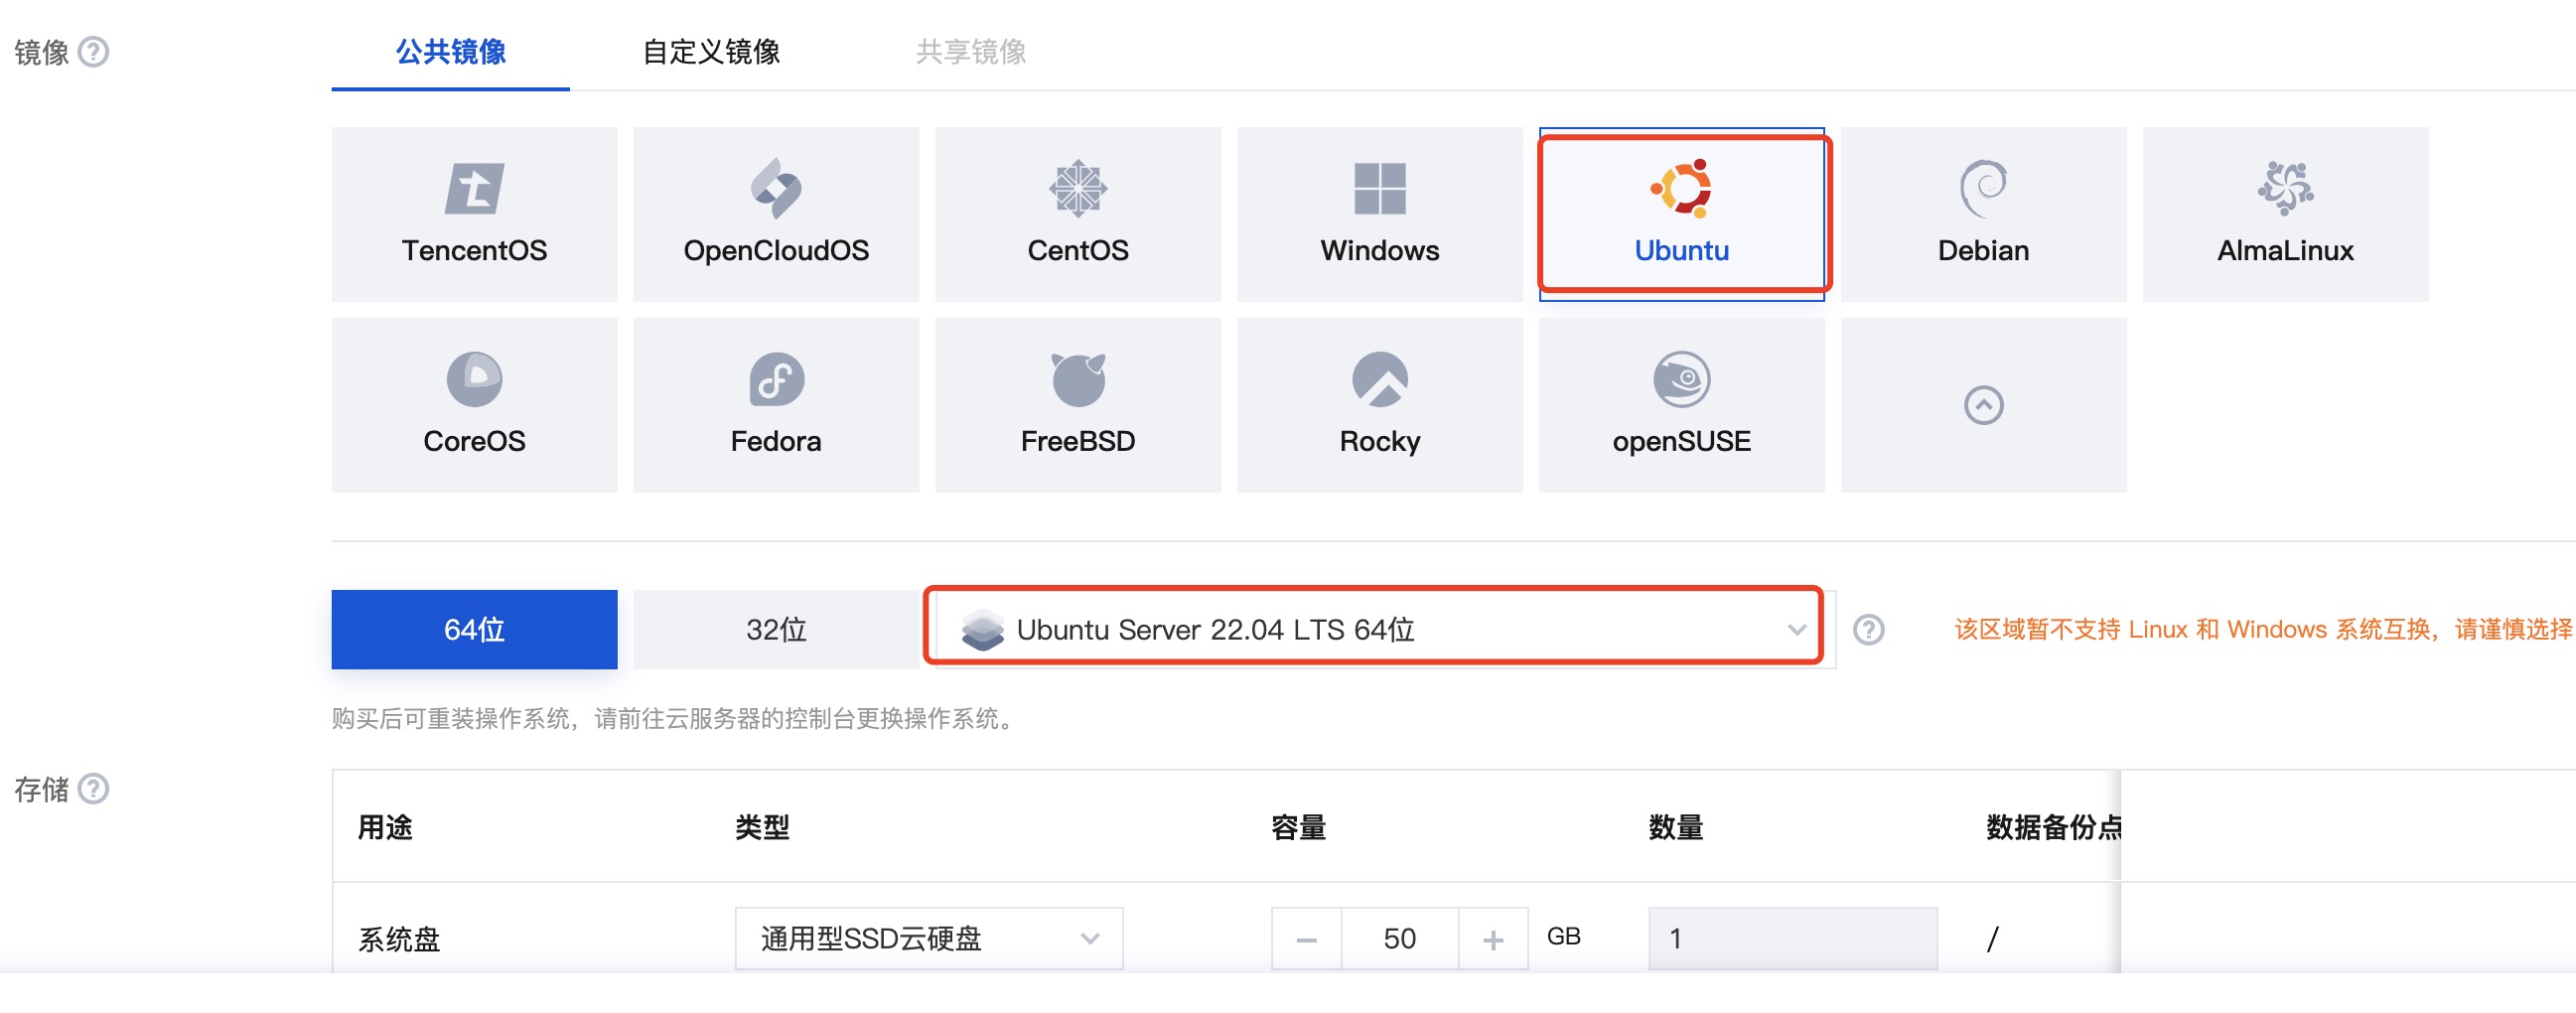 镜像
公共镜像 自定义镜像 共享镜像
TencentOS OpenCloudOS CentOS Windows Ubuntu Debian AlmaLinux
CoreOS Fedora FreeBSD Rocky openSUSE
64位 32位 Ubuntu Server 22.04 LTS 64位 该区域暂不支持 Linux 和 Windows 系统互换，请谨慎选择
购买后可重装操作系统，请前往云服务器的控制台更换操作系统。
存储
用途 类型 容量 数量 数据备份点
系统盘 通用型SSD云硬盘 − 50 + GB 1 /